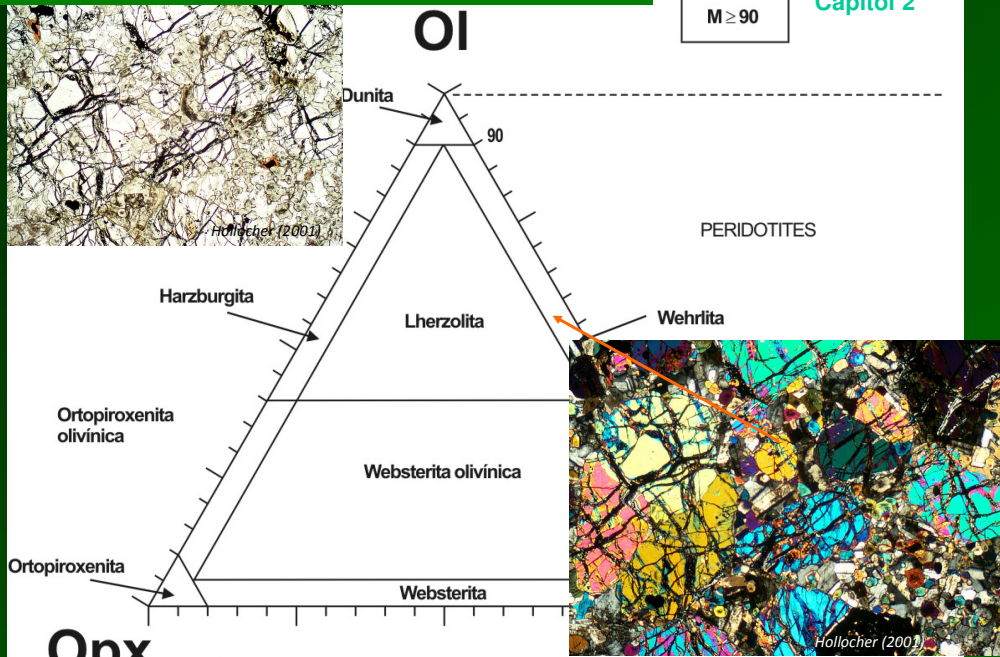 Capítol 2
M ≥ 90
Ol
Dunita
90
Hollocher (2001)
PERIDOTITES
Harzburgita
Lherzolita
Wehrlita
Ortopiroxenita
olivínica
Websterita olivínica
Ortopiroxenita
Websterita
Opx
Hollocher (2001)